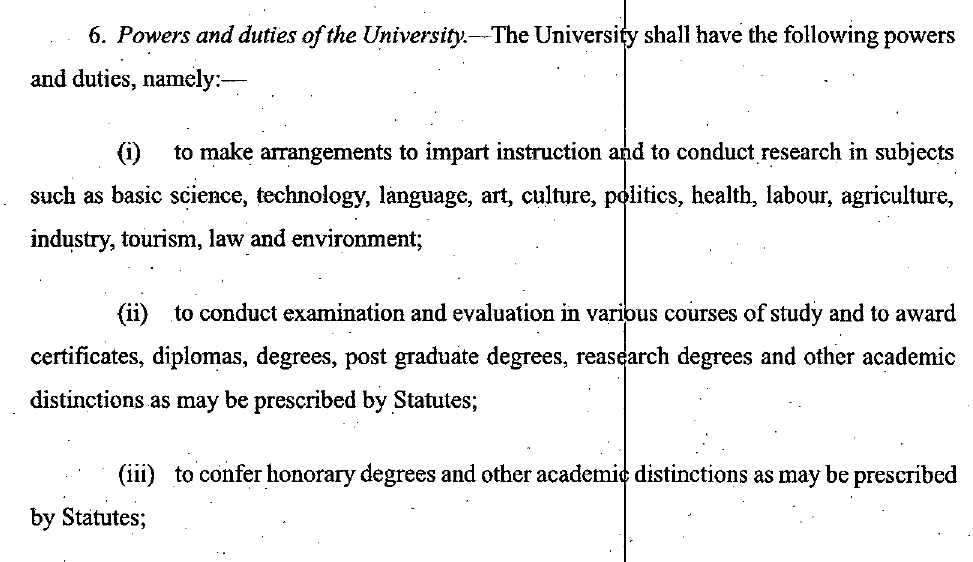 6. Powers and duties of the University.—The University shall have the following powers
and duties, namely:—
(i) to make arrangements to impart instruction and to conduct research in subjects
such as basic science, technology, language, art, culture, politics, health, labour, agriculture,
industry, tourism, law and environment;
(ii) to conduct examination and evaluation in various courses of study and to award
certificates, diplomas, degrees, post graduate degrees, reasearch degrees and other academic
distinctions as may be prescribed by Statutes;
(iii) to confer honorary degrees and other academic distinctions as may be prescribed
by Statutes;